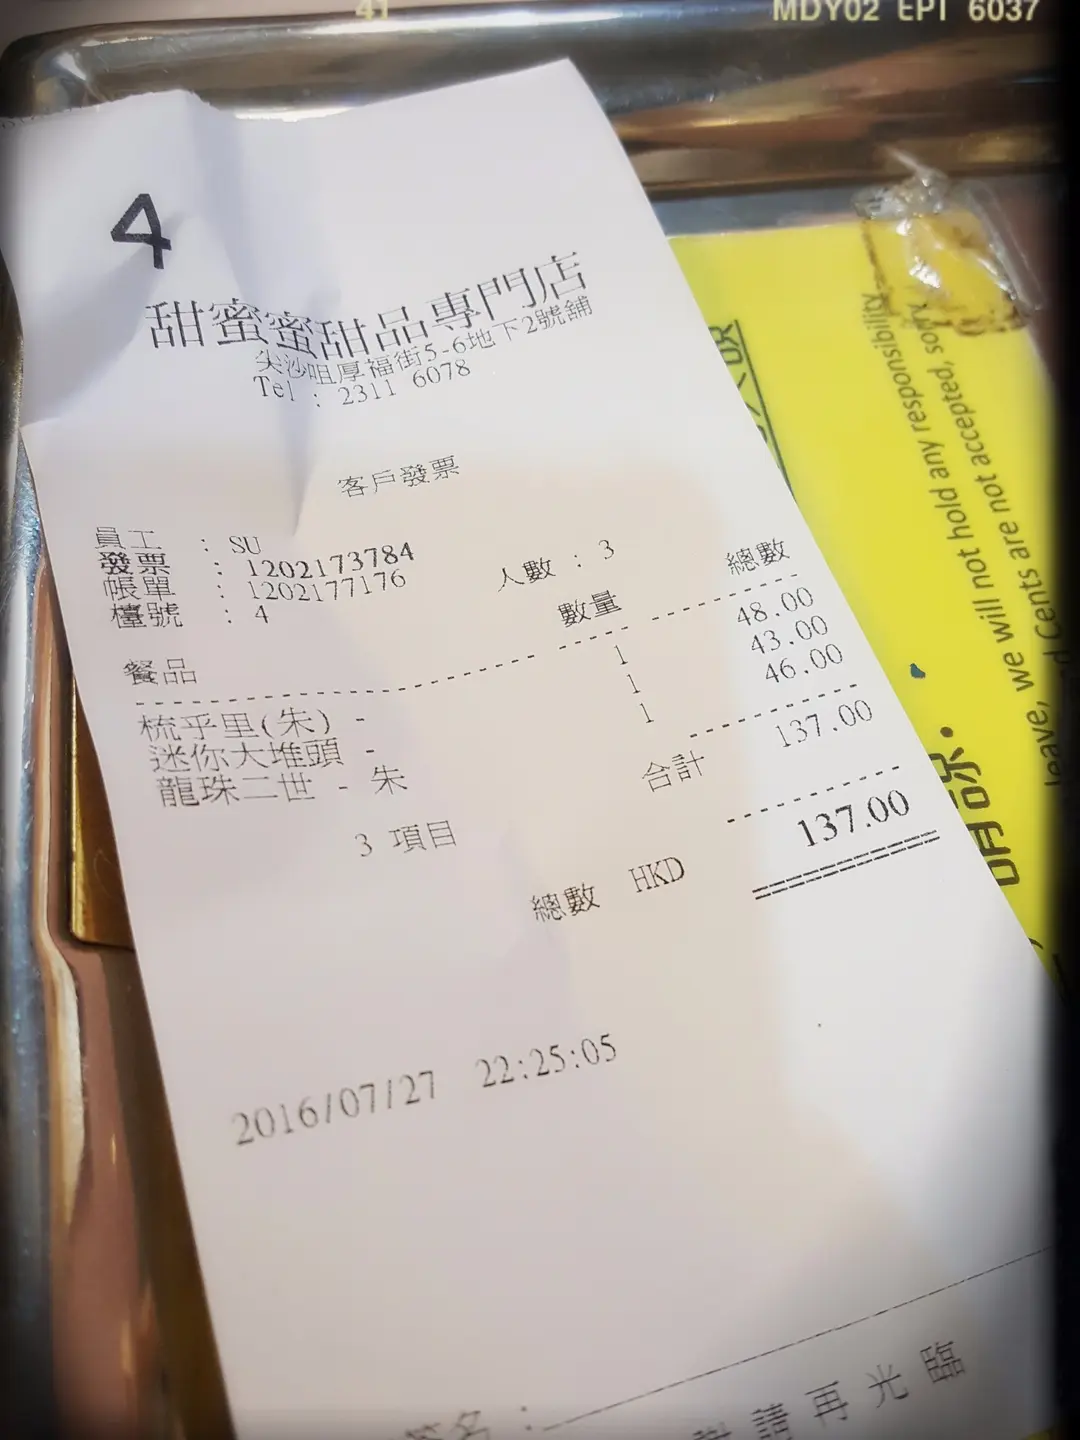 41
MDY02 EPI 6037
4
甜蜜蜜甜品專門店
尖沙咀厚福街5-6地下2號舖
Tel : 2311 6078
客戶發票
員工 : SU
發票 : 1202173784
帳單 : 1202177176 人數 : 3
檯號 : 4
餐品 數量 總數
梳乎里(朱) - 1 48.00
迷你大堆頭 - 1 43.00
龍珠二世 - 朱 1 46.00
3 項目 合計 137.00
總數 HKD 137.00
2016/07/27 22:25:05
簽名 :
請再光臨
leave, we will not hold any responsibility
Cents are not accepted, sorry